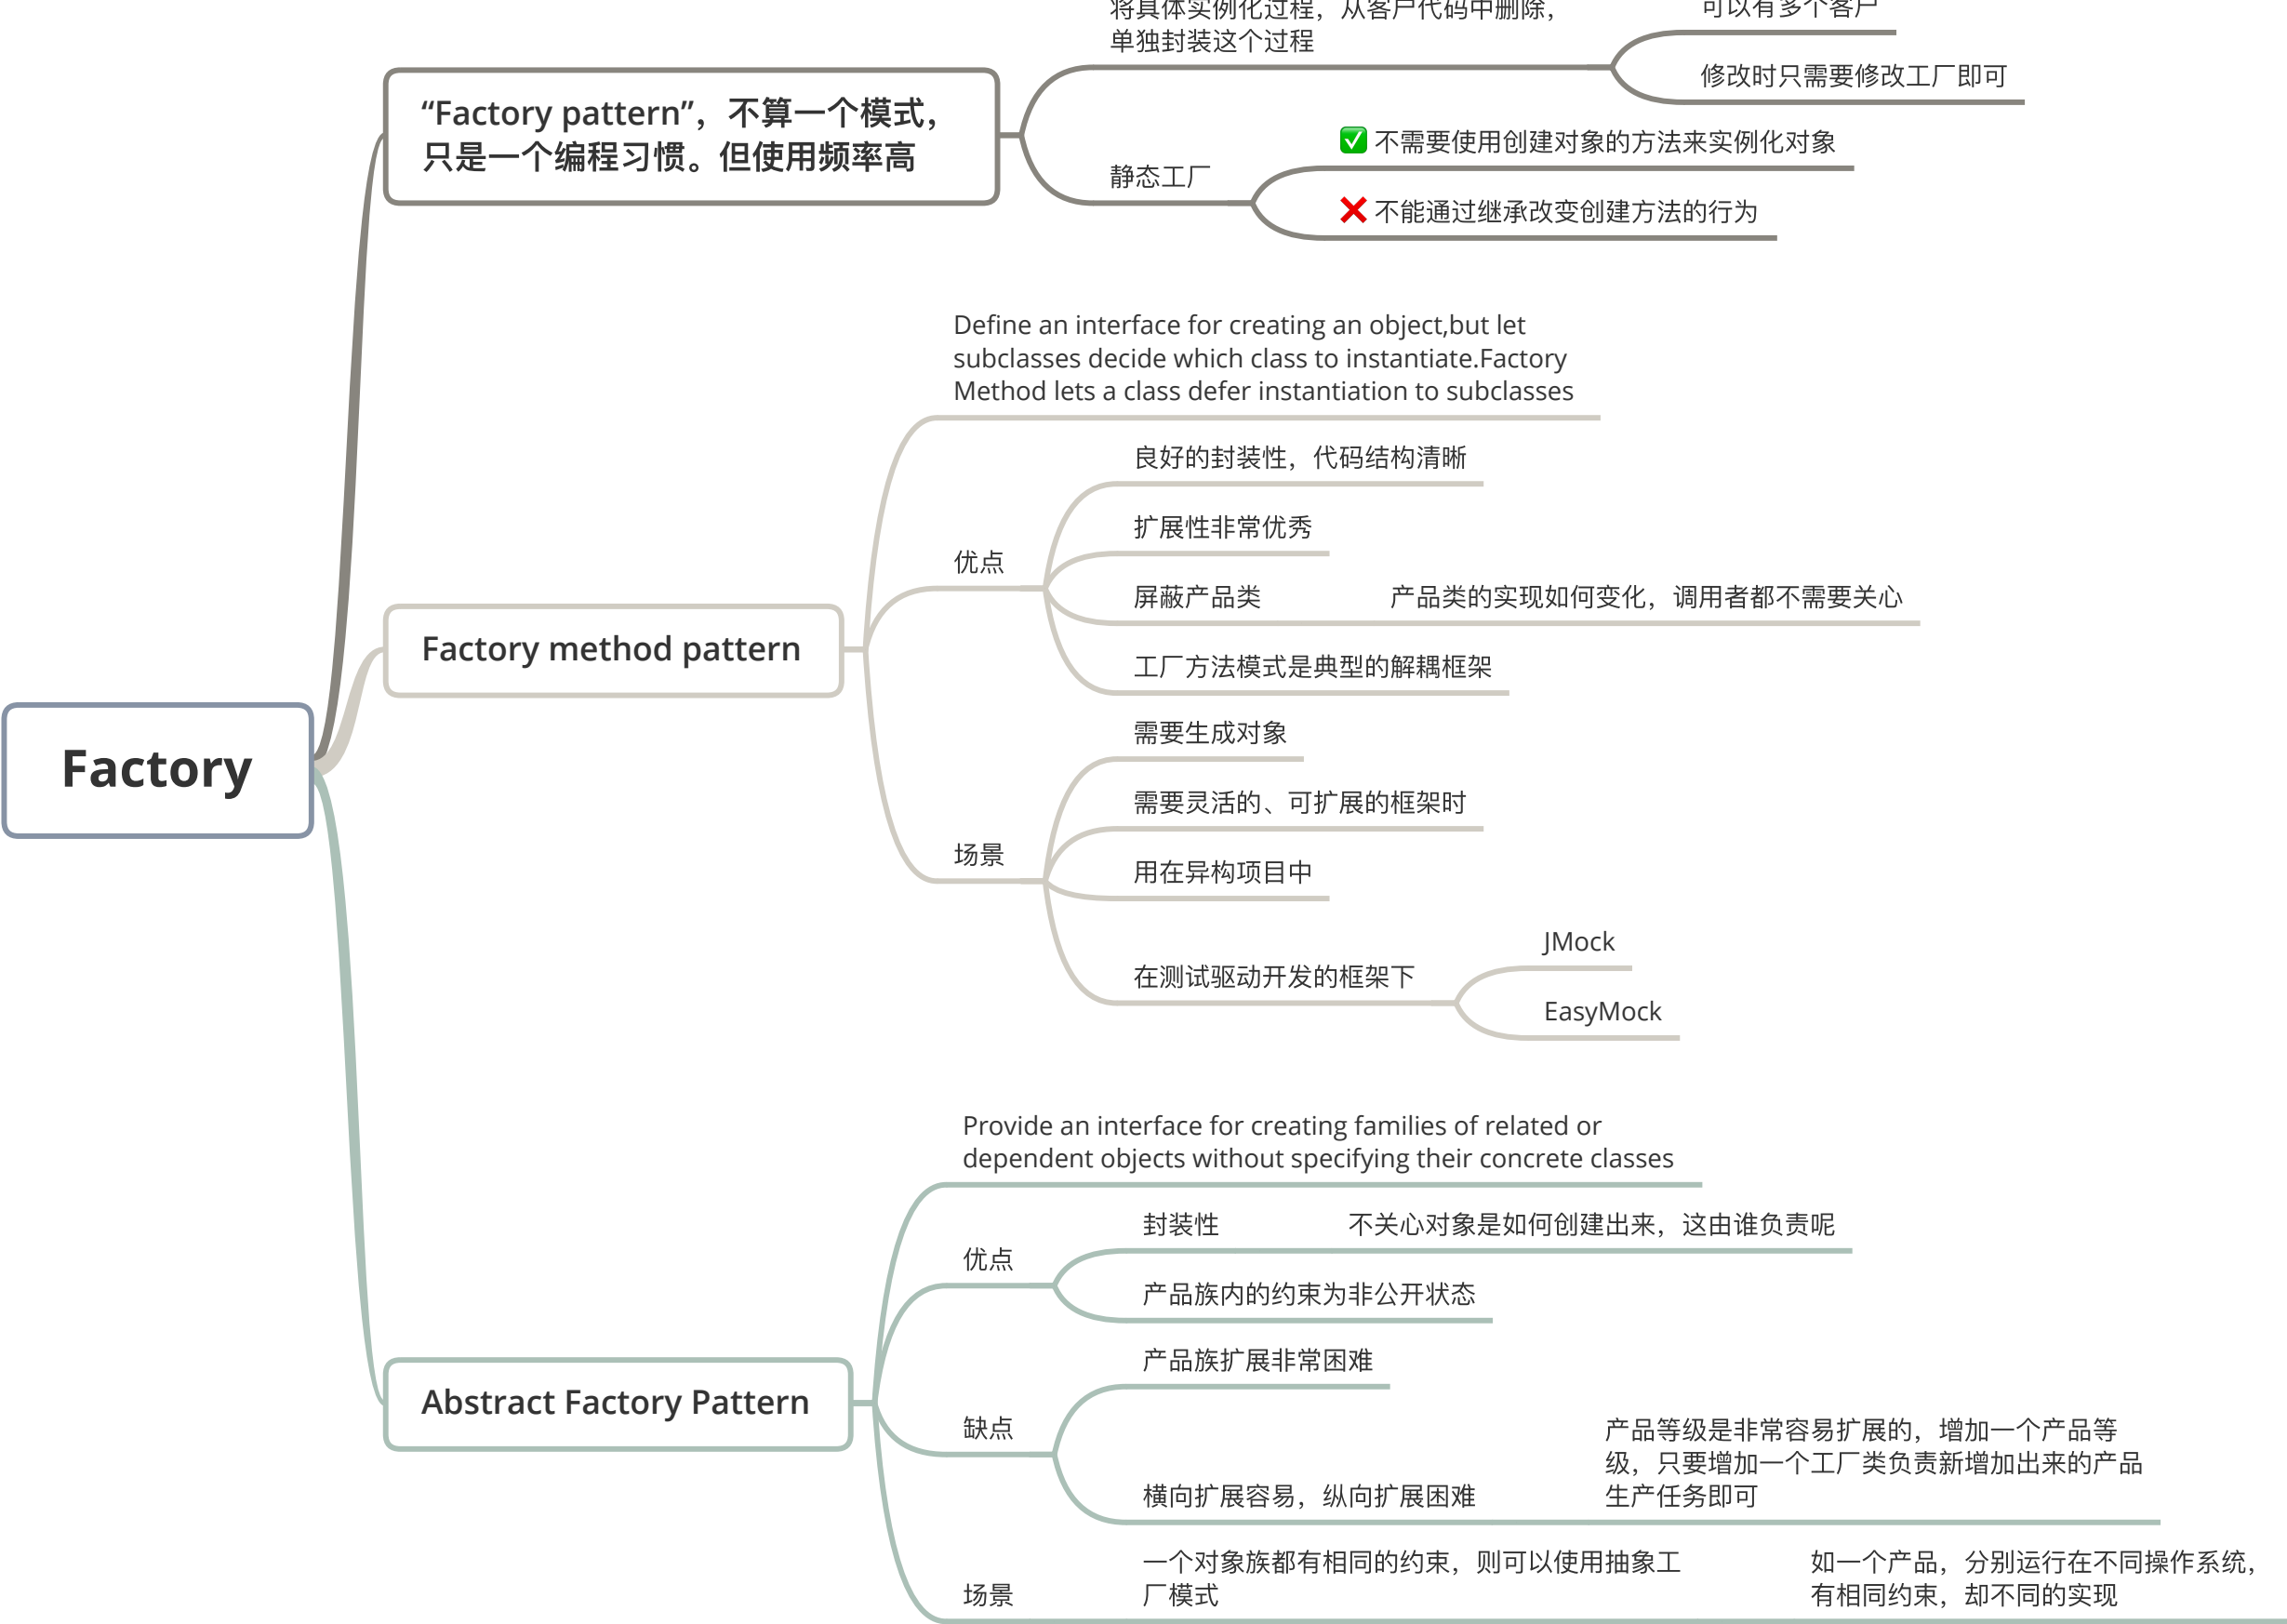 将具体实例化过程，从客户代码中删除，
单独封装这个过程
可以有多个客户
修改时只需要修改工厂即可
“Factory pattern”，不算一个模式，
只是一个编程习惯。但使用频率高
静态工厂
✅ 不需要使用创建对象的方法来实例化对象
❌ 不能通过继承改变创建方法的行为
Define an interface for creating an object,but let
subclasses decide which class to instantiate.Factory
Method lets a class defer instantiation to subclasses
优点
良好的封装性，代码结构清晰
扩展性非常优秀
屏蔽产品类
产品类的实现如何变化，调用者都不需要关心
工厂方法模式是典型的解耦框架
Factory method pattern
场景
需要生成对象
需要灵活的、可扩展的框架时
用在异构项目中
在测试驱动开发的框架下
JMock
EasyMock
Factory
Provide an interface for creating families of related or
dependent objects without specifying their concrete classes
优点
封装性
不关心对象是如何创建出来，这由谁负责呢
产品族内的约束为非公开状态
Abstract Factory Pattern
缺点
产品族扩展非常困难
横向扩展容易，纵向扩展困难
产品等级是非常容易扩展的，增加一个产品等
级，只要增加一个工厂类负责新增加出来的产品
生产任务即可
场景
一个对象族都有相同的约束，则可以使用抽象工
厂模式
如一个产品，分别运行在不同操作系统，
有相同约束，却不同的实现